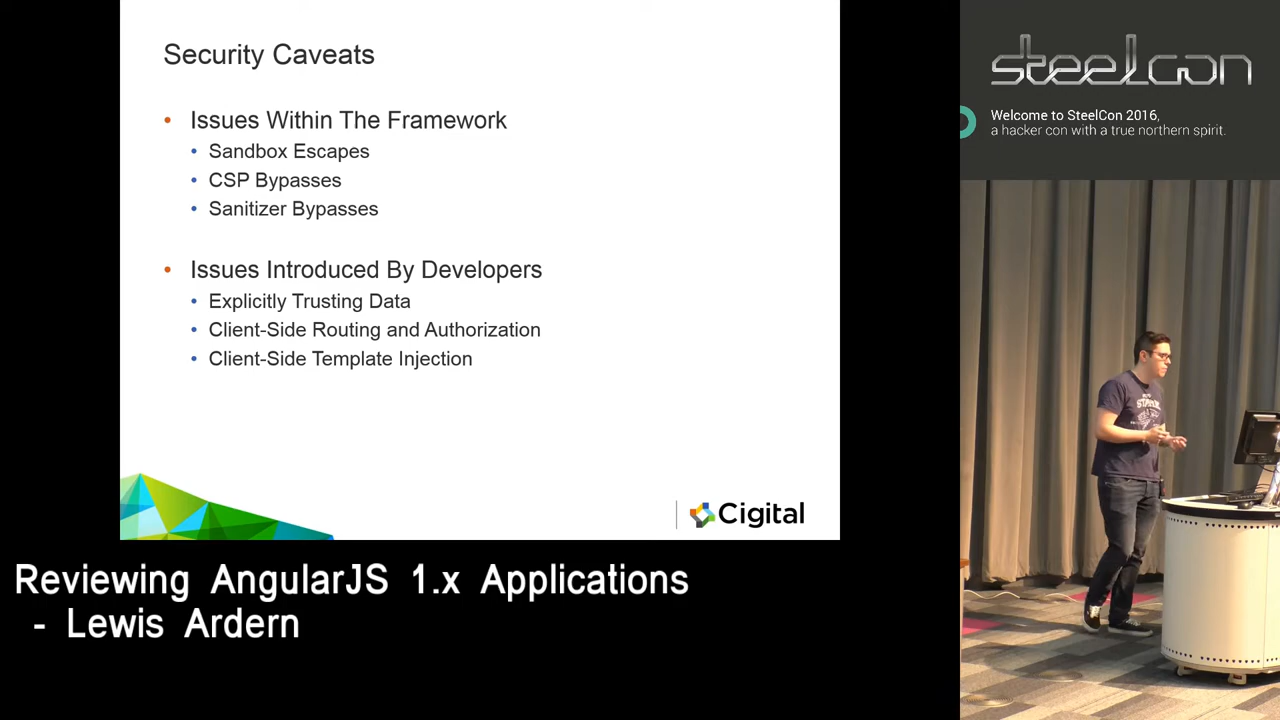 Security Caveats
• Issues Within The Framework
• Sandbox Escapes
• CSP Bypasses
• Sanitizer Bypasses
• Issues Introduced By Developers
• Explicitly Trusting Data
• Client-Side Routing and Authorization
• Client-Side Template Injection
Cigital
steelcon
Welcome to SteelCon 2016,
a hacker con with a true northern spirit.
Reviewing AngularJS 1.x Applications
- Lewis Ardern